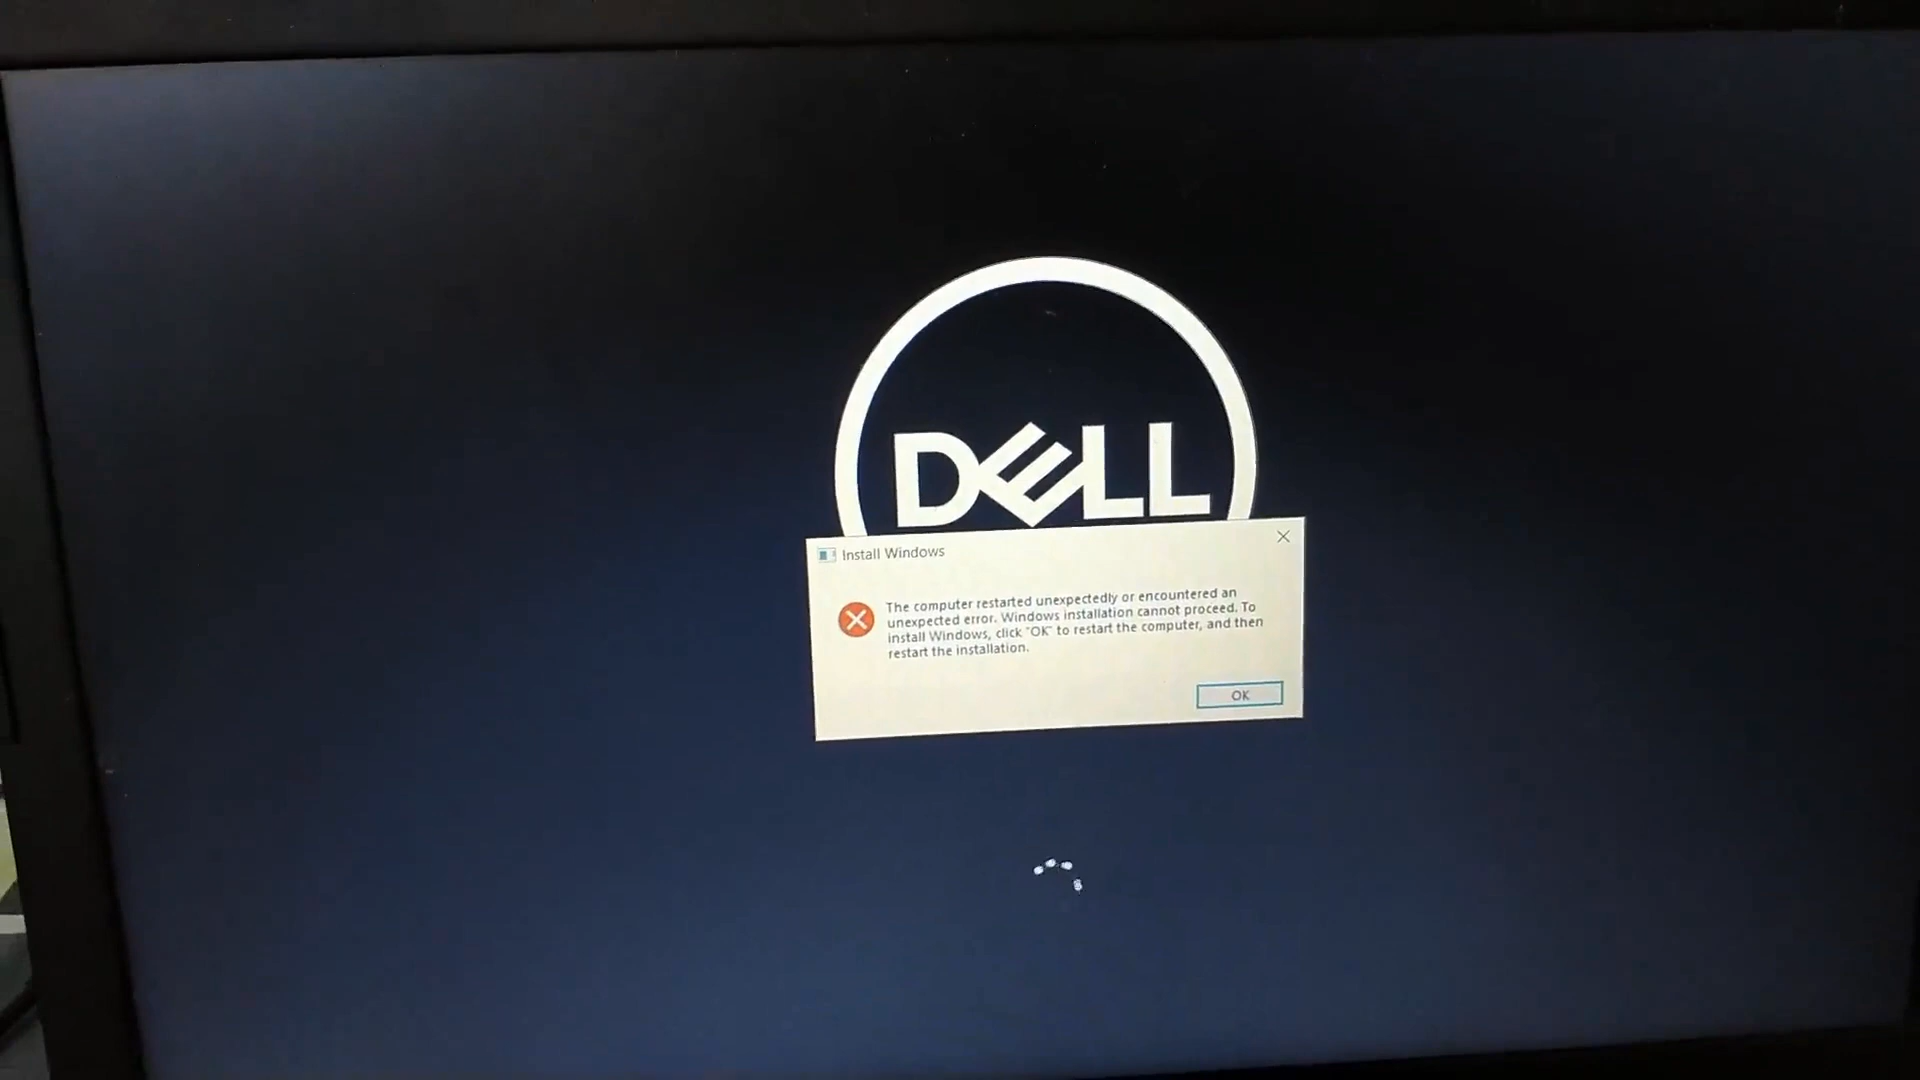 DELL
Install Windows
The computer restarted unexpectedly or encountered an
unexpected error. Windows installation cannot proceed. To
install Windows, click "OK" to restart the computer, and then
restart the installation.
OK